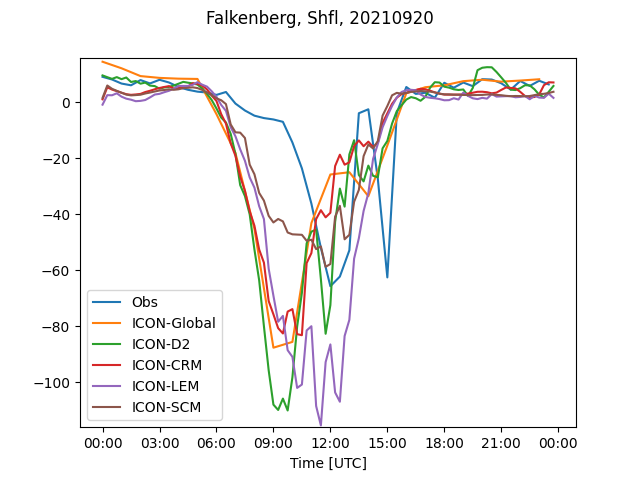 Falkenberg, Shfl, 20210920
0
−20
−40
−60
−80
−100
Obs
ICON-Global
ICON-D2
ICON-CRM
ICON-LEM
ICON-SCM
00:00 03:00 06:00 09:00 12:00 15:00 18:00 21:00 00:00
Time [UTC]